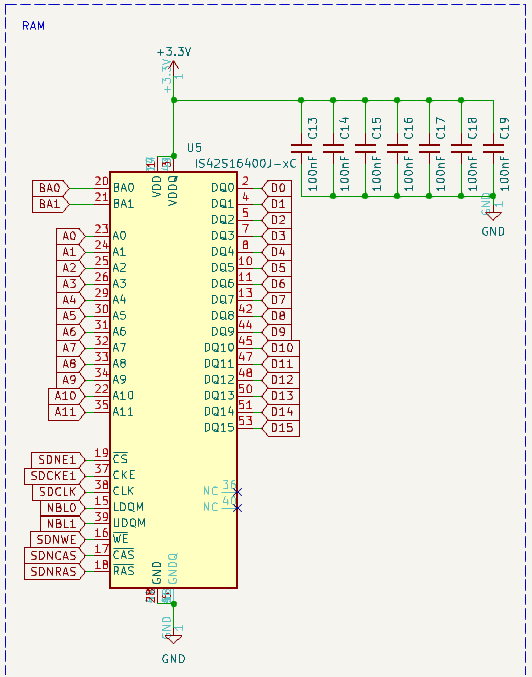 RAM
+3.3V
+3.3V
1
C13
100nF
C14
100nF
C15
100nF
C16
100nF
C17
100nF
C18
100nF
C19
100nF
GND
GND
U5
IS42S16400J-xC
VDD
VDDQ
BA0 20 BA0
BA1 21 BA1
A0 23 A0
A1 24 A1
A2 25 A2
A3 26 A3
A4 29 A4
A5 30 A5
A6 31 A6
A7 32 A7
A8 33 A8
A9 34 A9
A10 22 A10
A11 35 A11
SDNE1 19 CS
SDCKE1 37 CKE
SDCLK 38 CLK
NBL0 15 LDQM
NBL1 39 UDQM
SDNWE 16 WE
SDNCAS 17 CAS
SDNRAS 18 RAS
DQ0 2 D0
DQ1 4 D1
DQ2 5 D2
DQ3 7 D3
DQ4 8 D4
DQ5 10 D5
DQ6 11 D6
DQ7 13 D7
DQ8 42 D8
DQ9 44 D9
DQ10 45 D10
DQ11 47 D11
DQ12 48 D12
DQ13 50 D13
DQ14 51 D14
DQ15 53 D15
NC 36
NC 40
GND
GNDQ
GND
1
GND